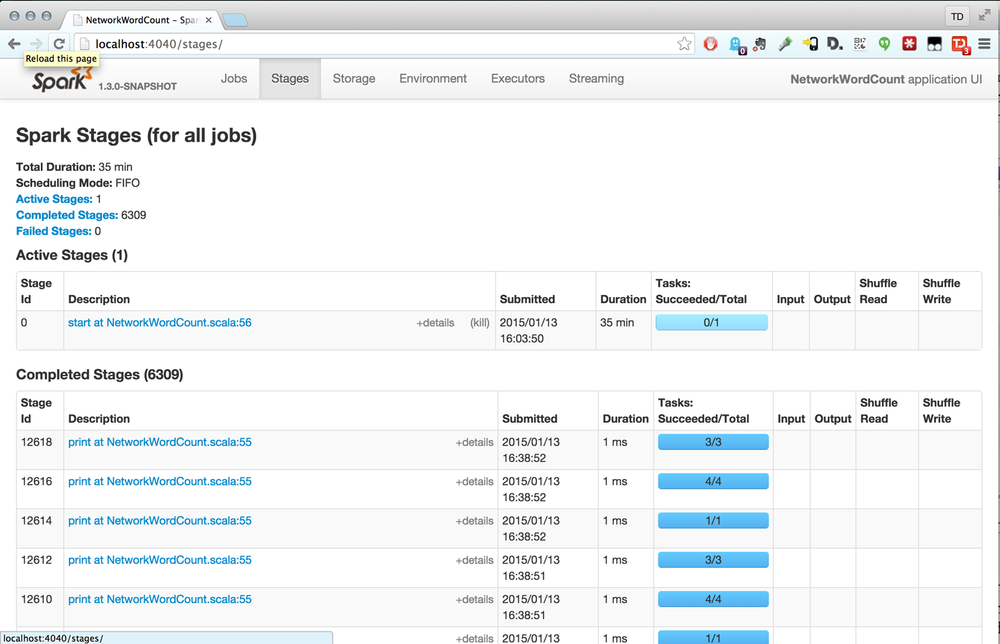 NetworkWordCount – Spar
TD
localhost:4040/stages/
0
D.
TD
3
Reload this page
Spark 1.3.0-SNAPSHOT
Jobs
Stages
Storage
Environment
Executors
Streaming
NetworkWordCount application UI
Spark Stages (for all jobs)
Total Duration: 35 min
Scheduling Mode: FIFO
Active Stages: 1
Completed Stages: 6309
Failed Stages: 0
Active Stages (1)
Stage Id Description Submitted Duration Tasks: Succeeded/Total Input Output Shuffle Read Shuffle Write
0 start at NetworkWordCount.scala:56 +details (kill) 2015/01/13 16:03:50 35 min 0/1
Completed Stages (6309)
Stage Id Description Submitted Duration Tasks: Succeeded/Total Input Output Shuffle Read Shuffle Write
12618 print at NetworkWordCount.scala:55 +details 2015/01/13 16:38:52 1 ms 3/3
12616 print at NetworkWordCount.scala:55 +details 2015/01/13 16:38:52 1 ms 4/4
12614 print at NetworkWordCount.scala:55 +details 2015/01/13 16:38:52 1 ms 1/1
12612 print at NetworkWordCount.scala:55 +details 2015/01/13 16:38:51 1 ms 3/3
12610 print at NetworkWordCount.scala:55 +details 2015/01/13 16:38:51 1 ms 4/4
+details 2015/01/13 1 ms 1/1
localhost:4040/stages/